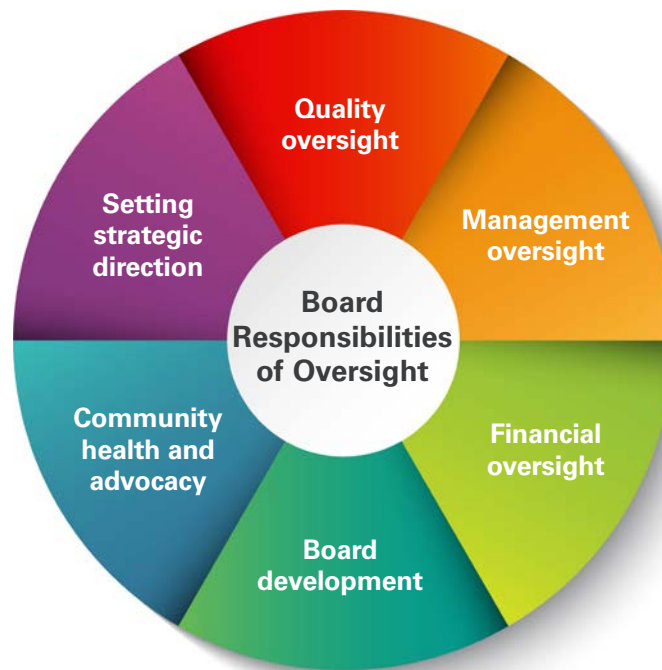 Quality
oversight
Management
oversight
Financial
oversight
Board
development
Community
health and
advocacy
Setting
strategic
direction
Board
Responsibilities
of Oversight